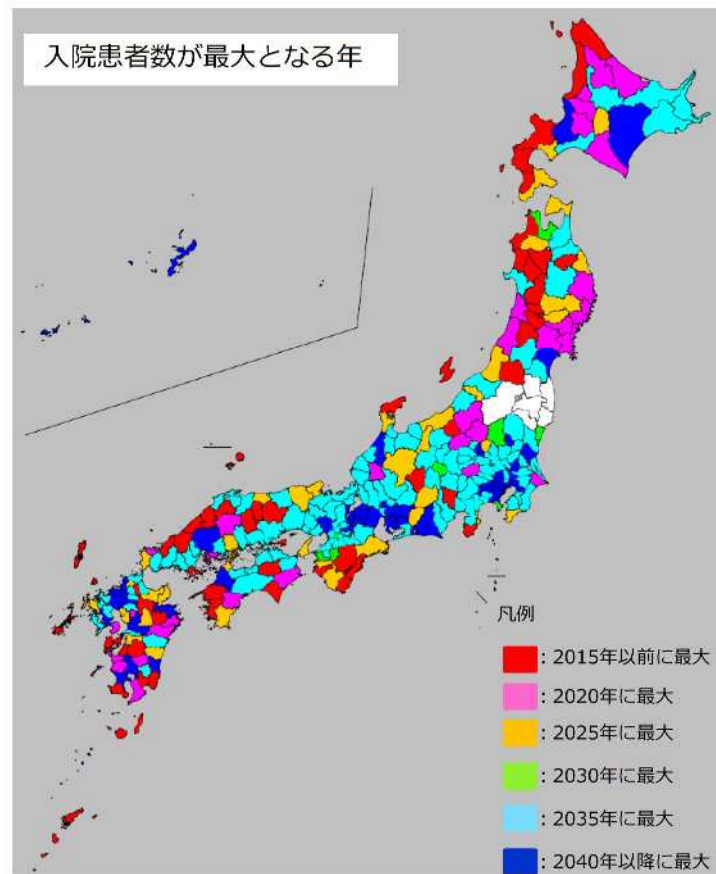 入院患者数が最大となる年
凡例
: 2015年以前に最大
: 2020年に最大
: 2025年に最大
: 2030年に最大
: 2035年に最大
: 2040年以降に最大